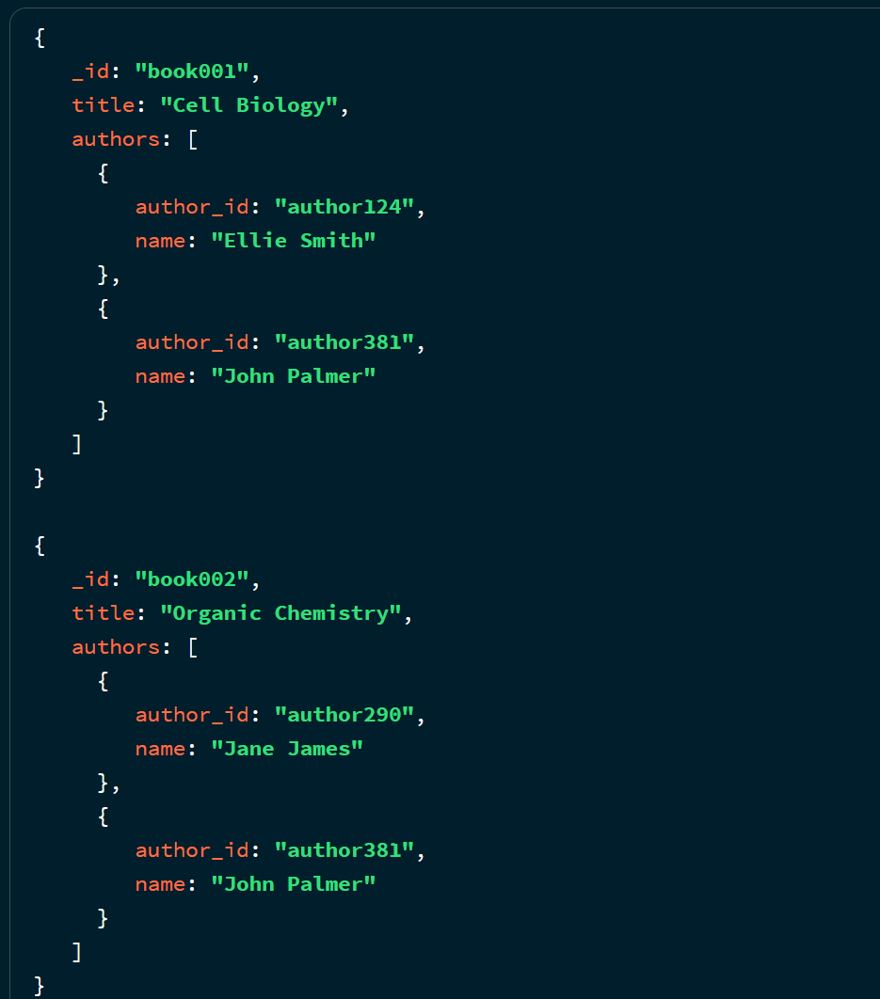 {
   _id: "book001",
   title: "Cell Biology",
   authors: [
     {
        author_id: "author124",
        name: "Ellie Smith"
     },
     {
        author_id: "author381",
        name: "John Palmer"
     }
   ]
}

{
   _id: "book002",
   title: "Organic Chemistry",
   authors: [
     {
        author_id: "author290",
        name: "Jane James"
     },
     {
        author_id: "author381",
        name: "John Palmer"
     }
   ]
}